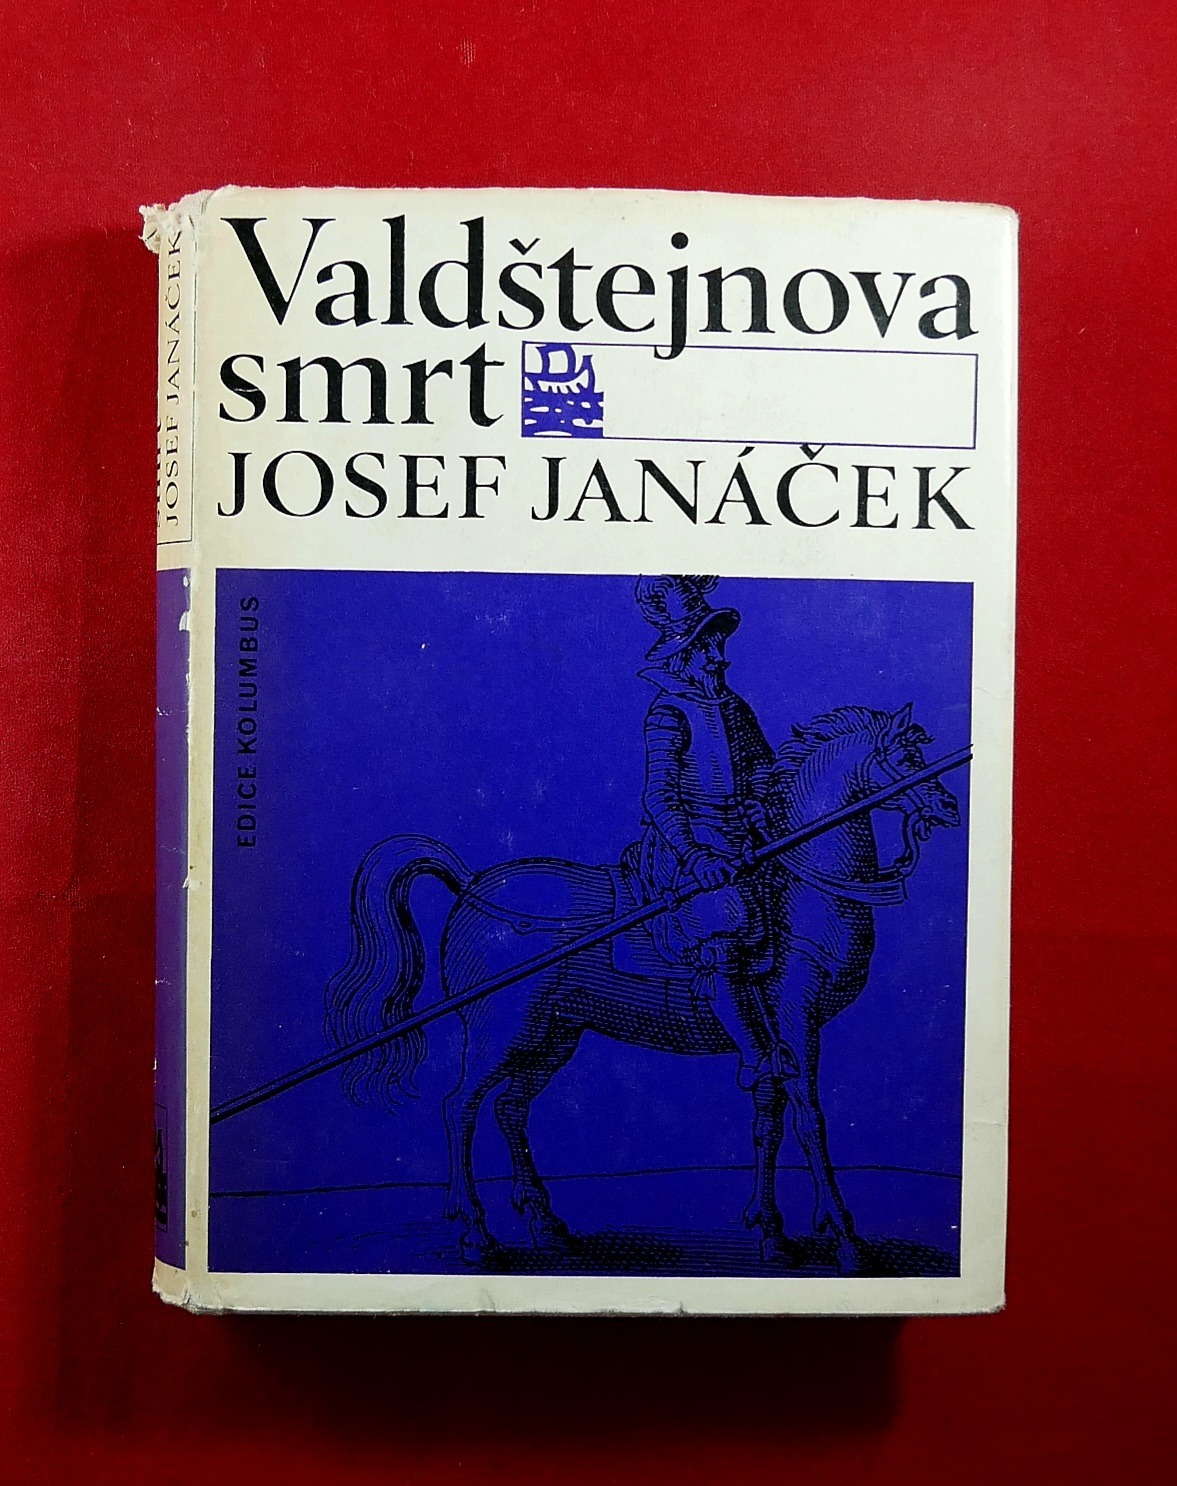 Valdštejnova
smrt
JOSEF JANÁČEK
EDICE KOLUMBUS
JOSEF JANÁČEK